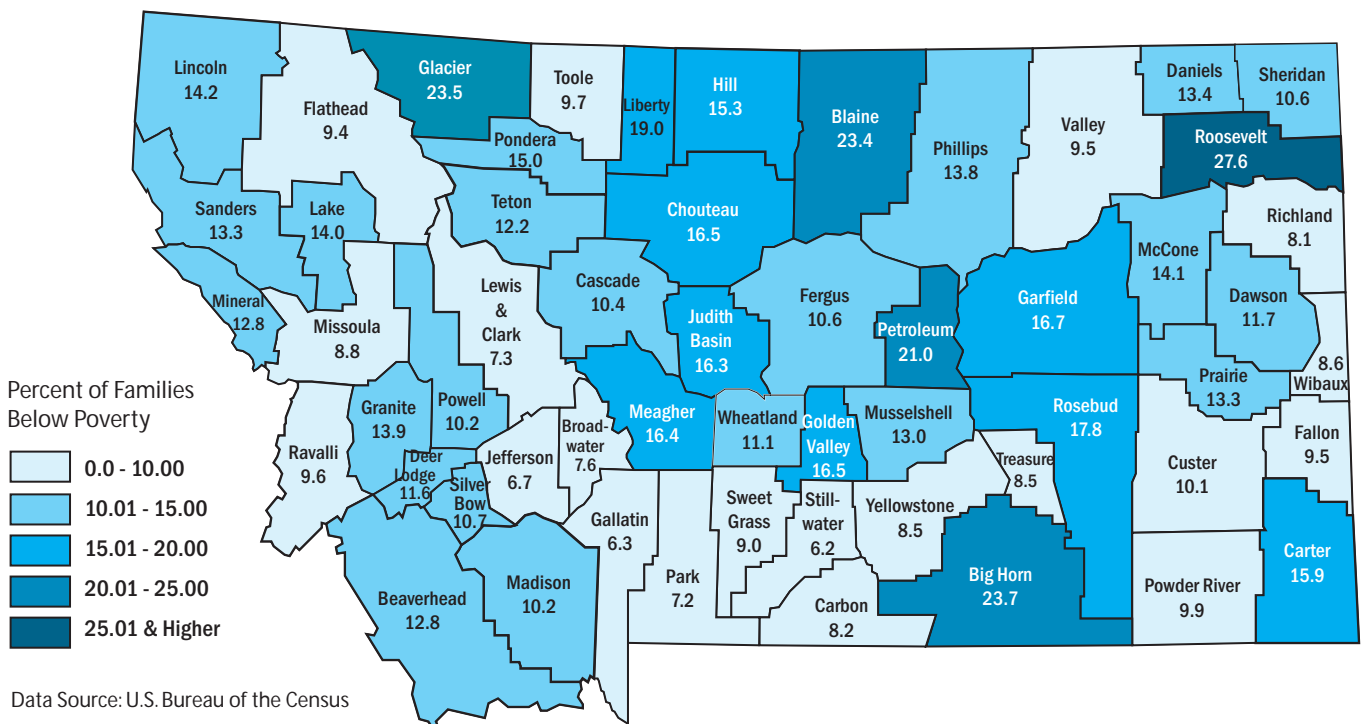 Lincoln
14.2
Flathead
9.4
Glacier
23.5
Toole
9.7
Liberty
19.0
Hill
15.3
Blaine
23.4
Phillips
13.8
Valley
9.5
Daniels
13.4
Sheridan
10.6
Roosevelt
27.6
Pondera
15.0
Teton
12.2
Chouteau
16.5
Sanders
13.3
Lake
14.0
Richland
8.1
McCone
14.1
Mineral
12.8
Missoula
8.8
Lewis
&
Clark
7.3
Cascade
10.4
Judith
Basin
16.3
Fergus
10.6
Petroleum
21.0
Garfield
16.7
Dawson
11.7
8.6
Wibaux
Prairie
13.3
Percent of Families
Below Poverty
0.0 - 10.00
10.01 - 15.00
15.01 - 20.00
20.01 - 25.00
25.01 & Higher
Ravalli
9.6
Granite
13.9
Powell
10.2
Deer
Lodge
11.6
Silver
Bow
10.7
Jefferson
6.7
Broad-
water
7.6
Meagher
16.4
Wheatland
11.1
Golden
Valley
16.5
Musselshell
13.0
Rosebud
17.8
Treasure
8.5
Custer
10.1
Fallon
9.5
Gallatin
6.3
Park
7.2
Sweet
Grass
9.0
Still-
water
6.2
Yellowstone
8.5
Big Horn
23.7
Powder River
9.9
Carter
15.9
Beaverhead
12.8
Madison
10.2
Carbon
8.2
Data Source: U.S. Bureau of the Census